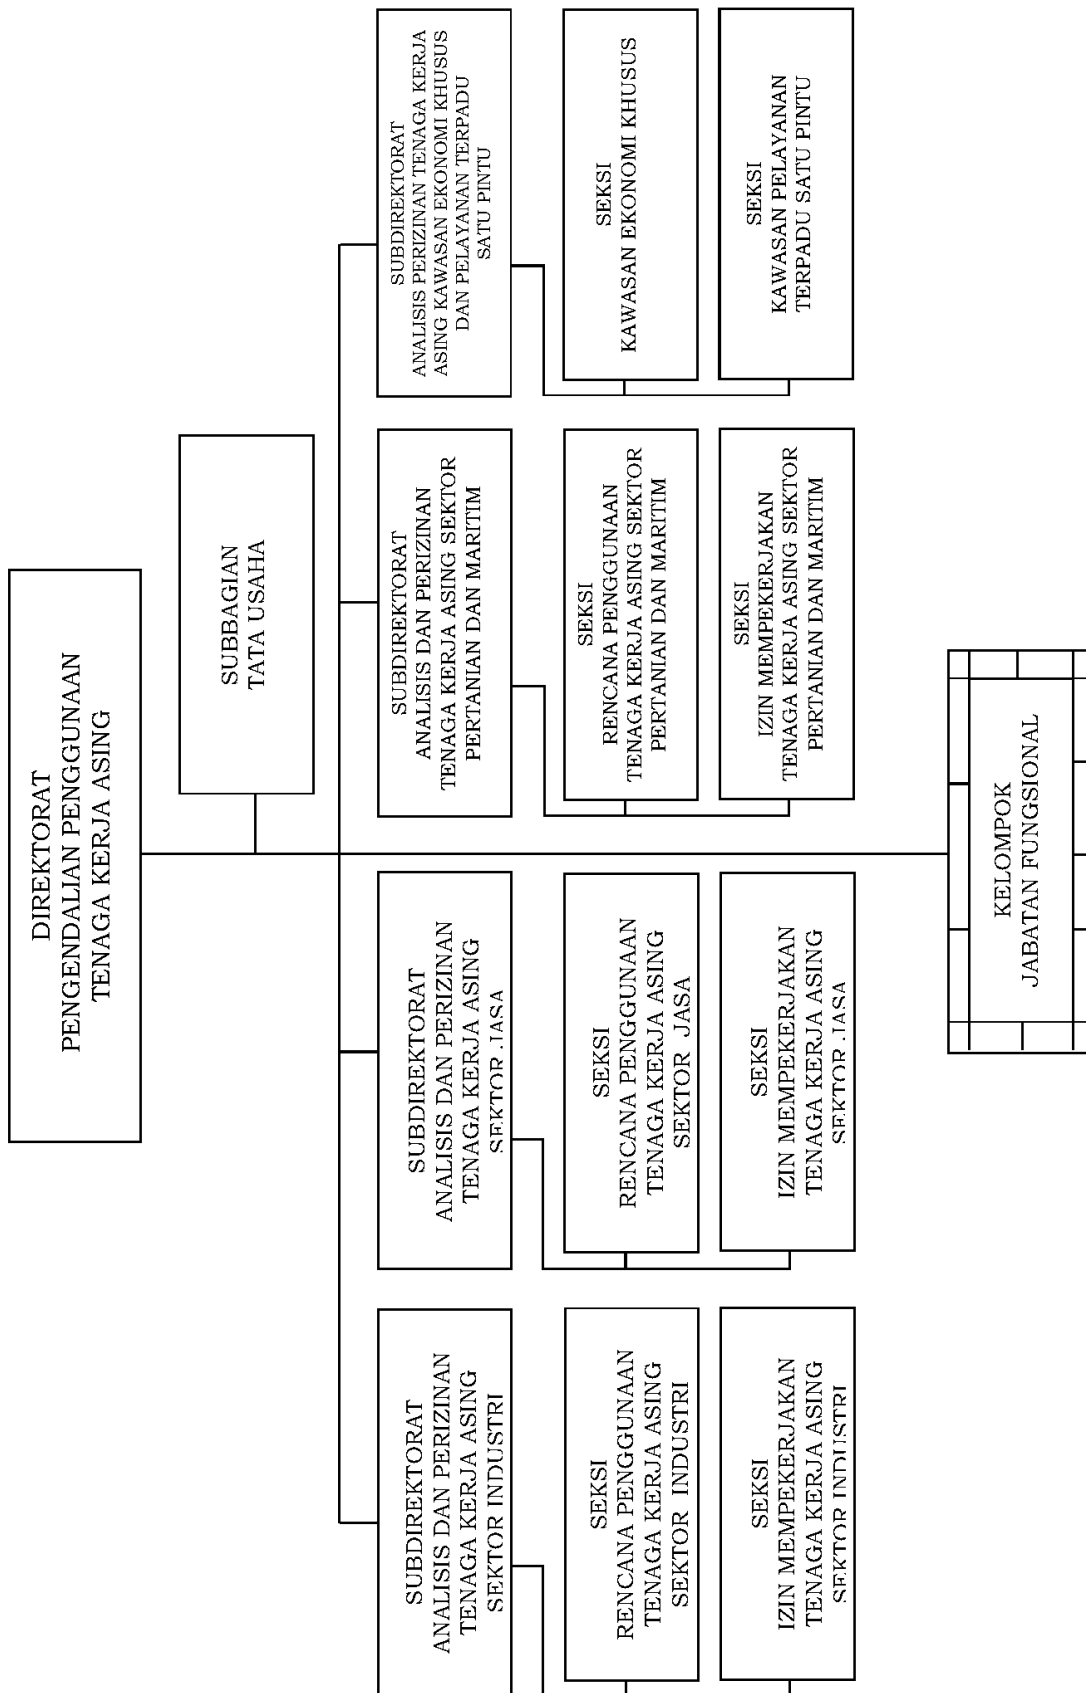 DIREKTORAT
PENGENDALIAN PENGGUNAAN
TENAGA KERJA ASING
SUBBAGIAN
TATA USAHA
SUBDIREKTORAT
ANALISIS DAN PERIZINAN
TENAGA KERJA ASING
SEKTOR INDUSTRI
SUBDIREKTORAT
ANALISIS DAN PERIZINAN
TENAGA KERJA ASING
SEKTOR JASA
SUBDIREKTORAT
ANALISIS DAN PERIZINAN
TENAGA KERJA ASING SEKTOR
PERTANIAN DAN MARITIM
SUBDIREKTORAT
ANALISIS PERIZINAN TENAGA KERJA
ASING KAWASAN EKONOMI KHUSUS
DAN PELAYANAN TERPADU
SATU PINTU
SEKSI
RENCANA PENGGUNAAN
TENAGA KERJA ASING
SEKTOR INDUSTRI
SEKSI
RENCANA PENGGUNAAN
TENAGA KERJA ASING
SEKTOR JASA
SEKSI
RENCANA PENGGUNAAN
TENAGA KERJA ASING SEKTOR
PERTANIAN DAN MARITIM
SEKSI
KAWASAN EKONOMI KHUSUS
SEKSI
IZIN MEMPEKERJAKAN
TENAGA KERJA ASING
SEKTOR INDUSTRI
SEKSI
IZIN MEMPEKERJAKAN
TENAGA KERJA ASING
SEKTOR JASA
SEKSI
IZIN MEMPEKERJAKAN
TENAGA KERJA ASING SEKTOR
PERTANIAN DAN MARITIM
SEKSI
KAWASAN PELAYANAN
TERPADU SATU PINTU
KELOMPOK
JABATAN FUNGSIONAL